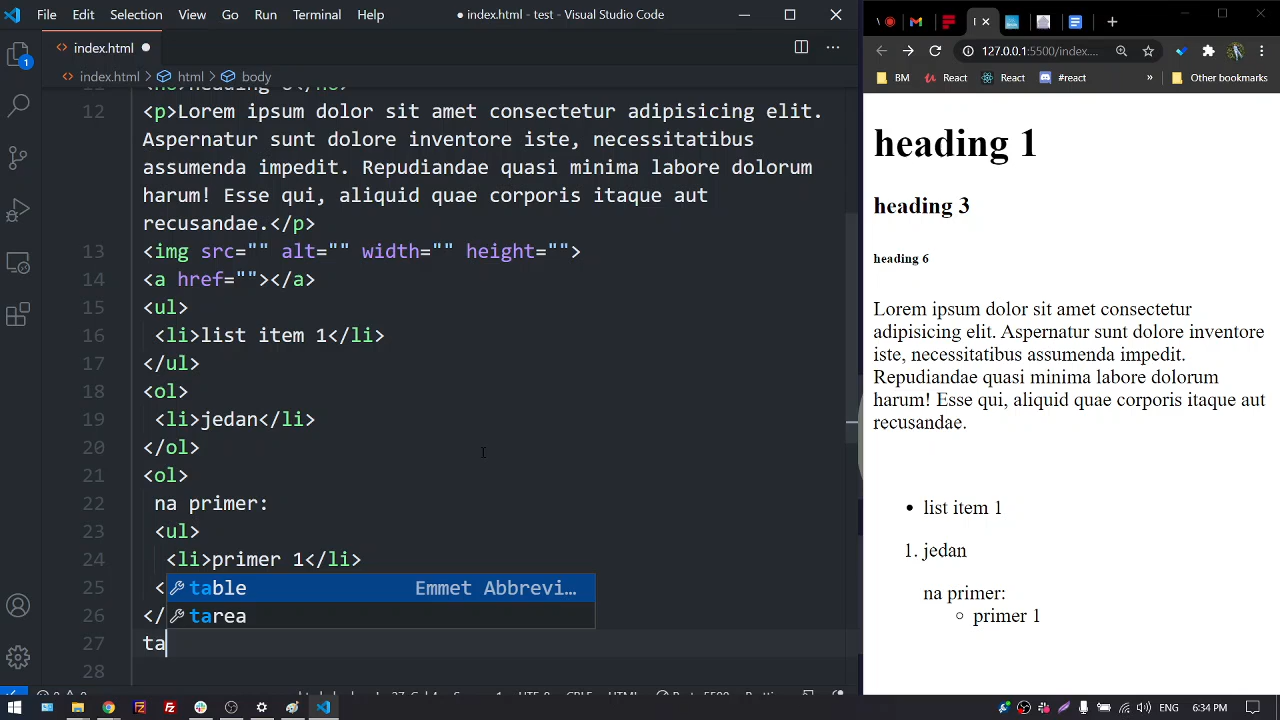 File Edit Selection View Go Run Terminal Help
● index.html - test - Visual Studio Code
index.html
index.html > html > body
12 <p>Lorem ipsum dolor sit amet consectetur adipisicing elit.
Aspernatur sunt dolore inventore iste, necessitatibus
assumenda impedit. Repudiandae quasi minima labore dolorum
harum! Esse qui, aliquid quae corporis itaque aut
recusandae.</p>
13 <img src="" alt="" width="" height="">
14 <a href=""></a>
15 <ul>
16 <li>list item 1</li>
17 </ul>
18 <ol>
19 <li>jedan</li>
20 </ol>
21 <ol>
22 na primer:
23 <ul>
24 <li>primer 1</li>
25 <
table Emmet Abbrevi...
26 </
tarea
27 ta
28
1
127.0.0.1:5500/index....
BM React React #react » Other bookmarks
heading 1
heading 3
heading 6
Lorem ipsum dolor sit amet consectetur
adipisicing elit. Aspernatur sunt dolore inventore
iste, necessitatibus assumenda impedit.
Repudiandae quasi minima labore dolorum
harum! Esse qui, aliquid quae corporis itaque aut
recusandae.
• list item 1
1. jedan
na primer:
○ primer 1
ENG 6:34 PM